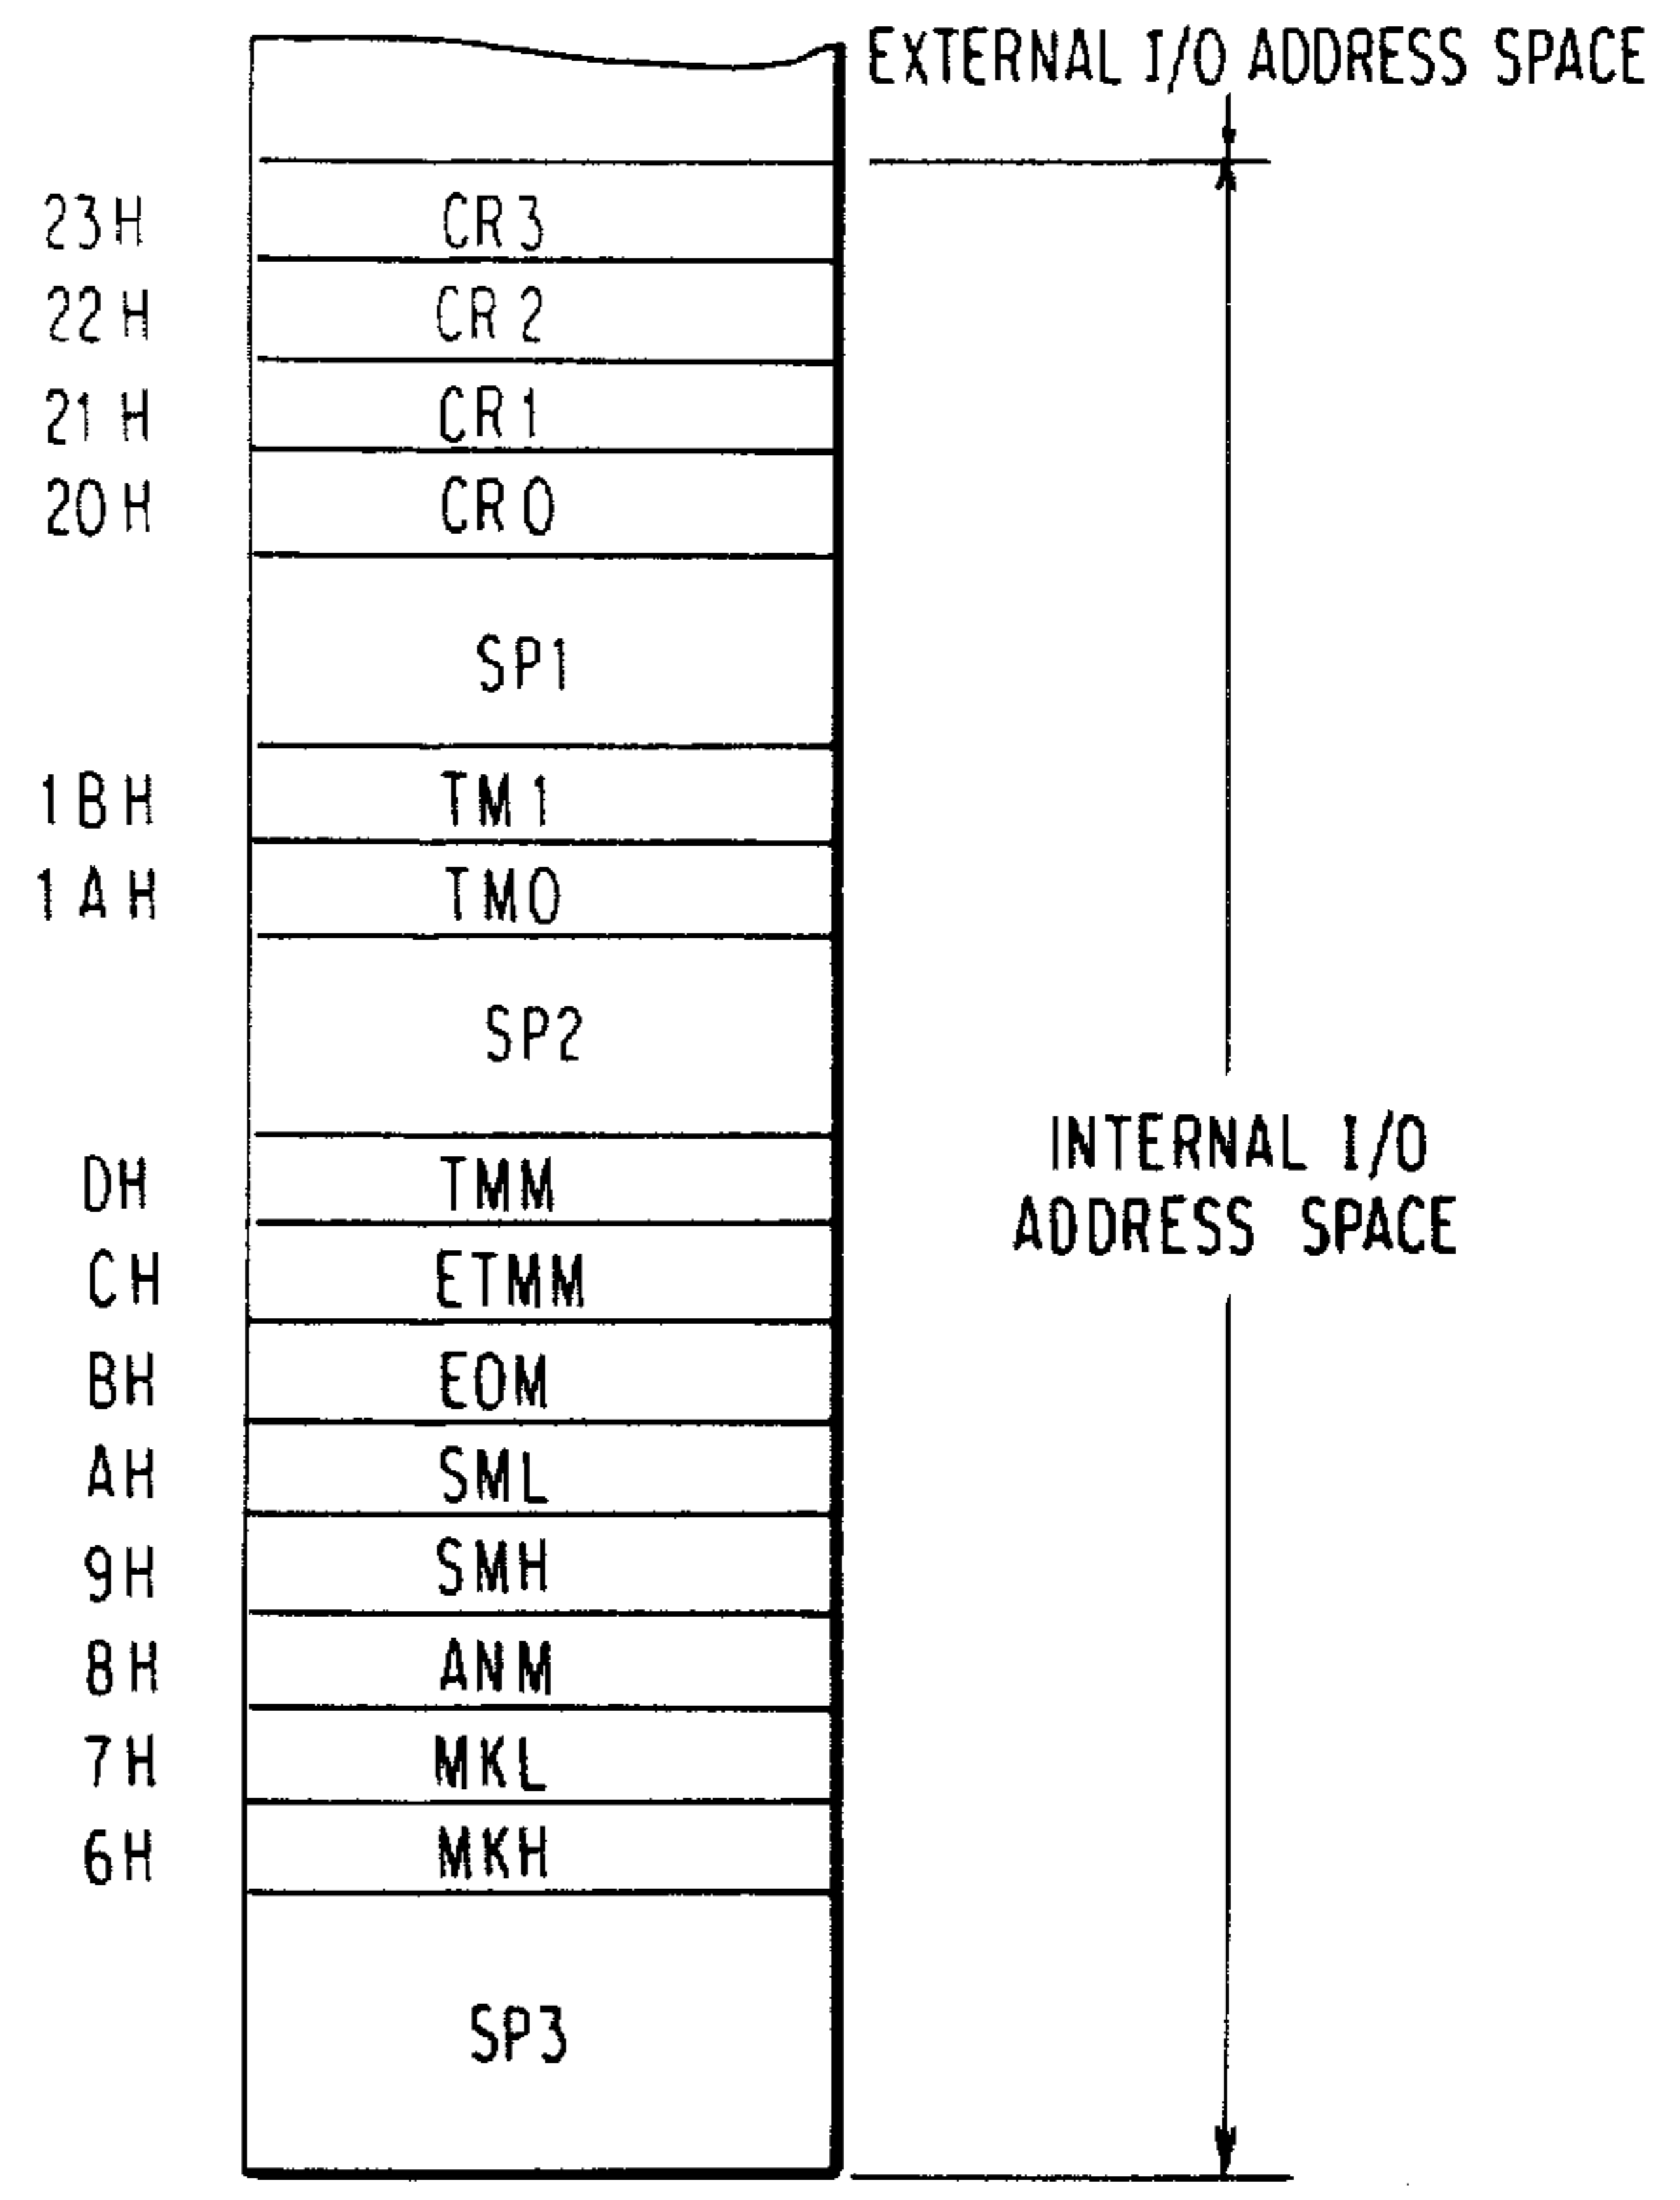 EXTERNAL I/O ADDRESS SPACE
23H CR3
22H CR2
21H CR1
20H CR0
SP1
1BH TM1
1AH TM0
SP2
INTERNAL I/O
ADDRESS SPACE
DH TMM
CH ETMM
BH EOM
AH SML
9H SMH
8H ANM
7H MKL
6H MKH
SP3